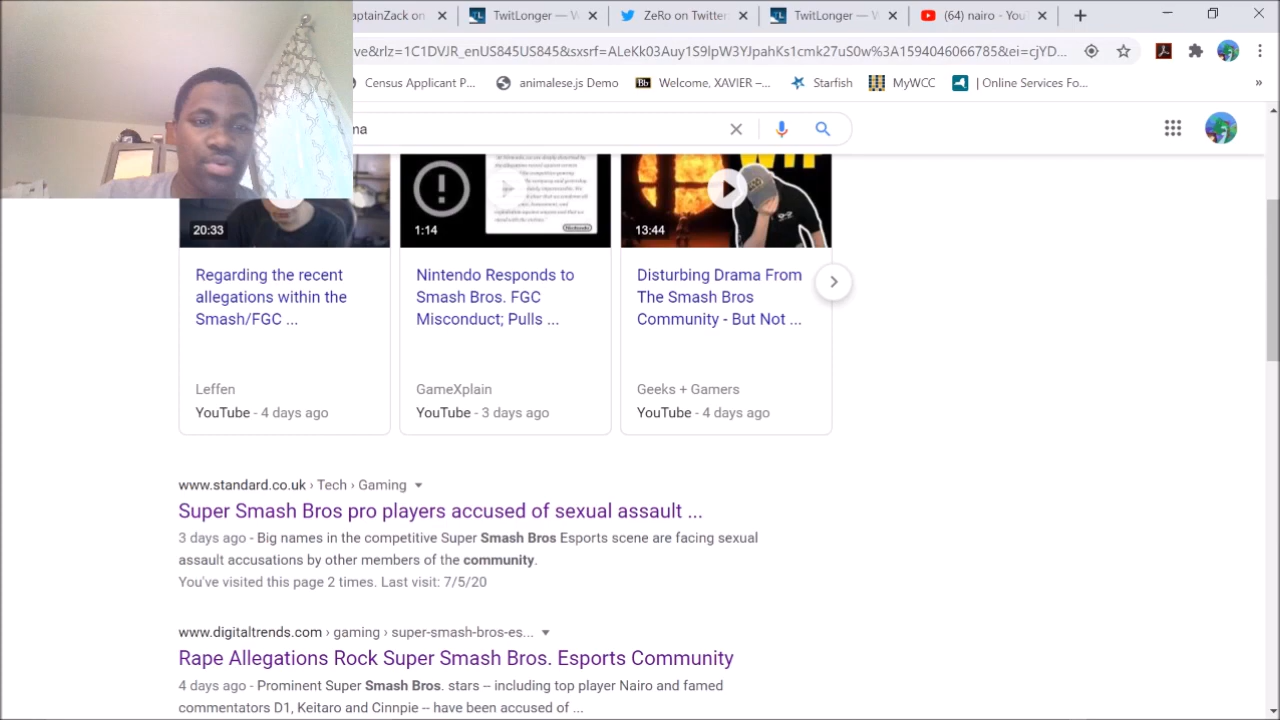 aptainZack on
TwitLonger — W
ZeRo on Twitter
TwitLonger — W
(64) nairo - You
ve&rlz=1C1DVJR_enUS845US845&sxsrf=ALeKk03Auy1S9lpW3YJpahKs1cmk27uS0w%3A1594046066785&ei=cjYD...
Census Applicant P...
animalese.js Demo
Bb Welcome, XAVIER –...
Starfish
MyWCC
| Online Services Fo...
»
ma
20:33
1:14
13:44
Regarding the recent
allegations within the
Smash/FGC ...
Leffen
YouTube - 4 days ago
Nintendo Responds to
Smash Bros. FGC
Misconduct; Pulls ...
GameXplain
YouTube - 3 days ago
Disturbing Drama From
The Smash Bros
Community - But Not ...
Geeks + Gamers
YouTube - 4 days ago
www.standard.co.uk › Tech › Gaming
Super Smash Bros pro players accused of sexual assault ...
3 days ago - Big names in the competitive Super Smash Bros Esports scene are facing sexual
assault accusations by other members of the community.
You've visited this page 2 times. Last visit: 7/5/20
www.digitaltrends.com › gaming › super-smash-bros-es...
Rape Allegations Rock Super Smash Bros. Esports Community
4 days ago - Prominent Super Smash Bros. stars -- including top player Nairo and famed
commentators D1, Keitaro and Cinnpie -- have been accused of ...